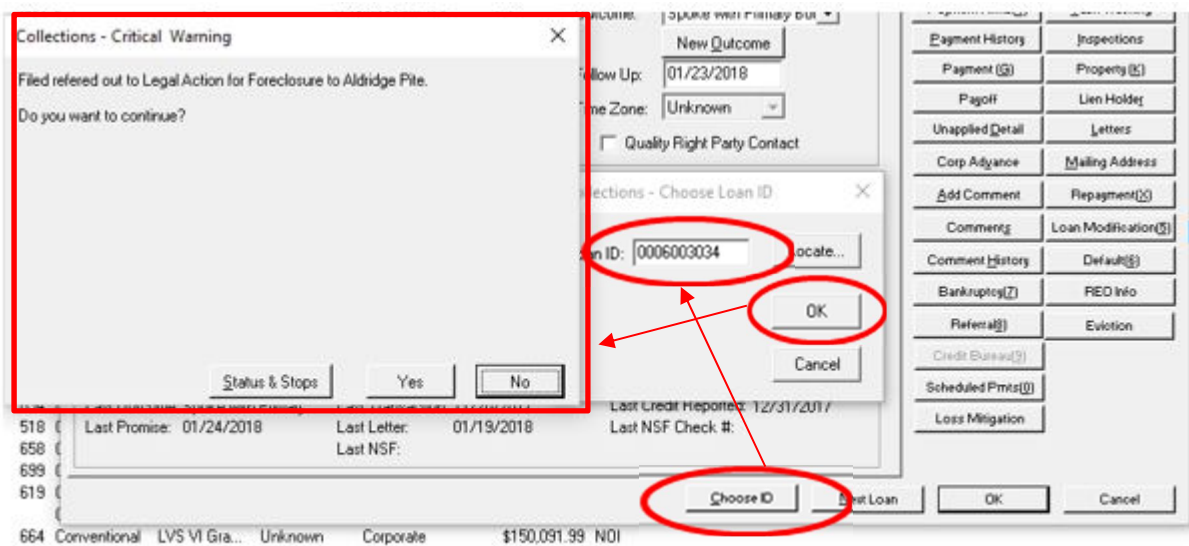 Collections - Critical Warning
Filed refered out to Legal Action for Foreclosure to Aldridge Pite.
Do you want to continue?
Status & Stops Yes No
Spoke with Primary
New Outcome
Follow Up: 01/23/2018
Time Zone: Unknown
Quality Right Party Contact
Collections - Choose Loan ID
Loan ID: 0006003034 Locate...
OK
Cancel
Payment History Inspections
Payment (G) Property (K)
Payoff Lien Holder
Unapplied Detail Letters
Corp Advance Mailing Address
Add Comment Repayment(X)
Comments Loan Modification(5)
Comment History Default(6)
Bankruptcy(7) REO Info
Referral(8) Eviction
Credit Bureau(9)
Scheduled Pmts(0)
Loss Mitigation
Last Credit Reported: 12/31/2017
518 Last Promise: 01/24/2018 Last Letter: 01/19/2018 Last NSF Check #:
658 Last NSF:
699
619
Choose ID Next Loan OK Cancel
664 Conventional LVS VI Gra... Unknown Corporate $150,091.99 NOI